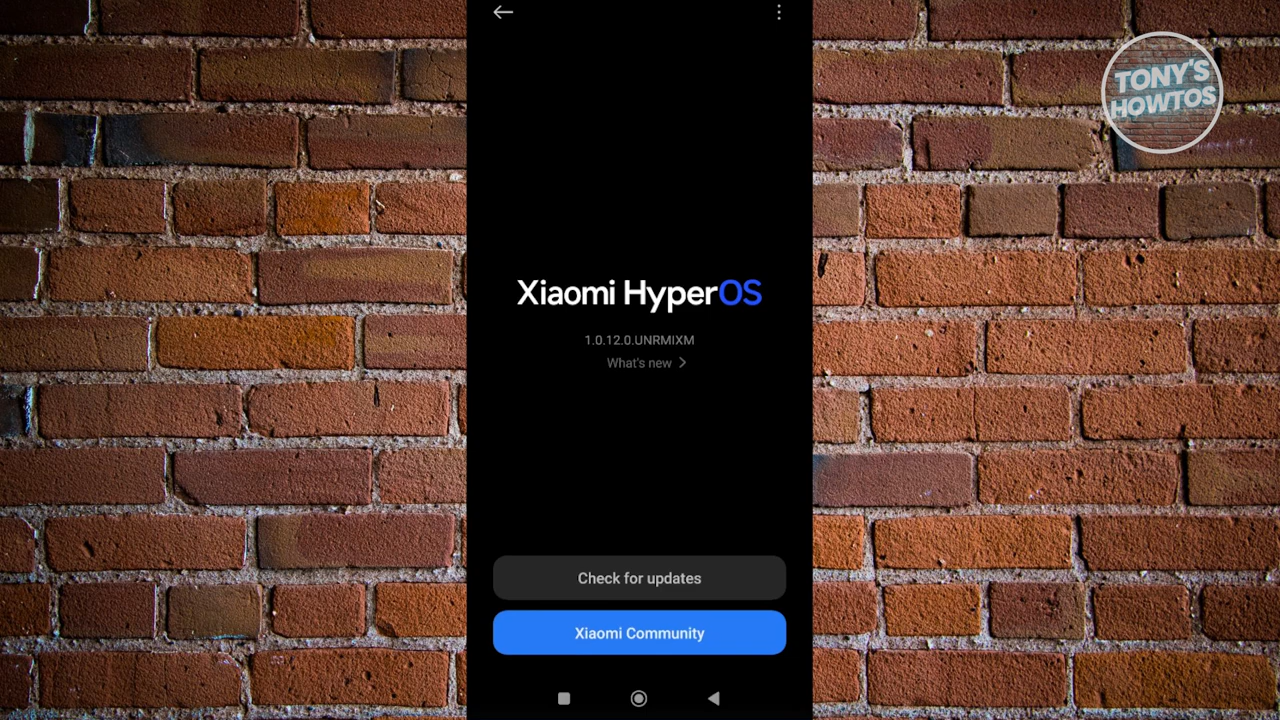 TONY'S
HOWTOS
Xiaomi HyperOS
1.0.12.0.UNRMIXM
What's new
Check for updates
Xiaomi Community